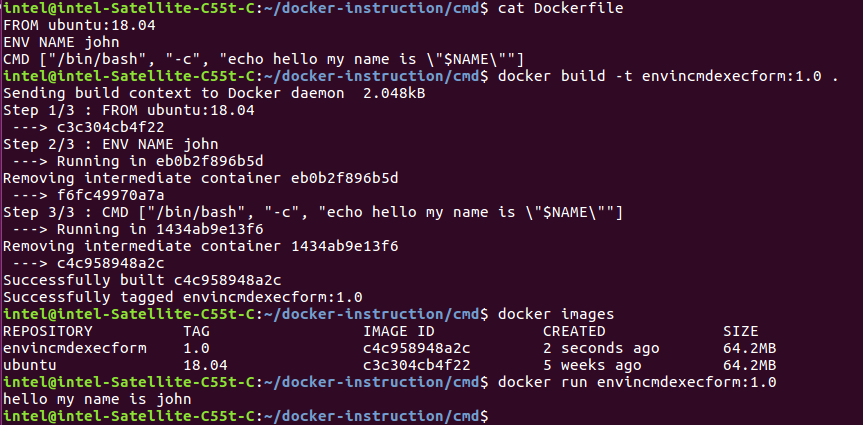 intel@intel-Satellite-C55t-C:~/docker-instruction/cmd$ cat Dockerfile
FROM ubuntu:18.04
ENV NAME john
CMD ["/bin/bash", "-c", "echo hello my name is \"$NAME\""]
intel@intel-Satellite-C55t-C:~/docker-instruction/cmd$ docker build -t envincmdexecform:1.0 .
Sending build context to Docker daemon  2.048kB
Step 1/3 : FROM ubuntu:18.04
 ---> c3c304cb4f22
Step 2/3 : ENV NAME john
 ---> Running in eb0b2f896b5d
Removing intermediate container eb0b2f896b5d
 ---> f6fc49970a7a
Step 3/3 : CMD ["/bin/bash", "-c", "echo hello my name is \"$NAME\""]
 ---> Running in 1434ab9e13f6
Removing intermediate container 1434ab9e13f6
 ---> c4c958948a2c
Successfully built c4c958948a2c
Successfully tagged envincmdexecform:1.0
intel@intel-Satellite-C55t-C:~/docker-instruction/cmd$ docker images
REPOSITORY          TAG                 IMAGE ID            CREATED             SIZE
envincmdexecform    1.0                 c4c958948a2c        2 seconds ago       64.2MB
ubuntu              18.04               c3c304cb4f22        5 weeks ago         64.2MB
intel@intel-Satellite-C55t-C:~/docker-instruction/cmd$ docker run envincmdexecform:1.0
hello my name is john
intel@intel-Satellite-C55t-C:~/docker-instruction/cmd$